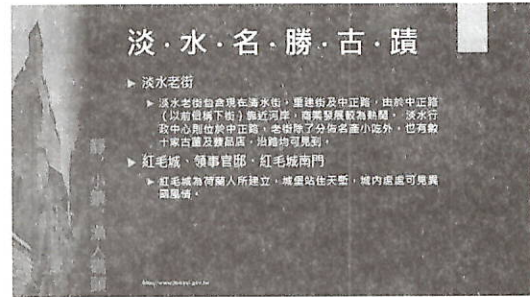 淡．水．名．勝．古．蹟
淡水老街
淡水老街包含現在清水街，重建街及中正路，由於中正路
（以前俗稱下街）靠近河岸，商業發展較為熱鬧。淡水行
政中心則位於中正路，老街除了分佈名產小吃外，也有數
十家古董及藝品店，沿路均可見到。
紅毛城、領事官邸、紅毛城南門
紅毛城為荷蘭人所建立，城堡站住天塹，城內處處可見異
國風情。